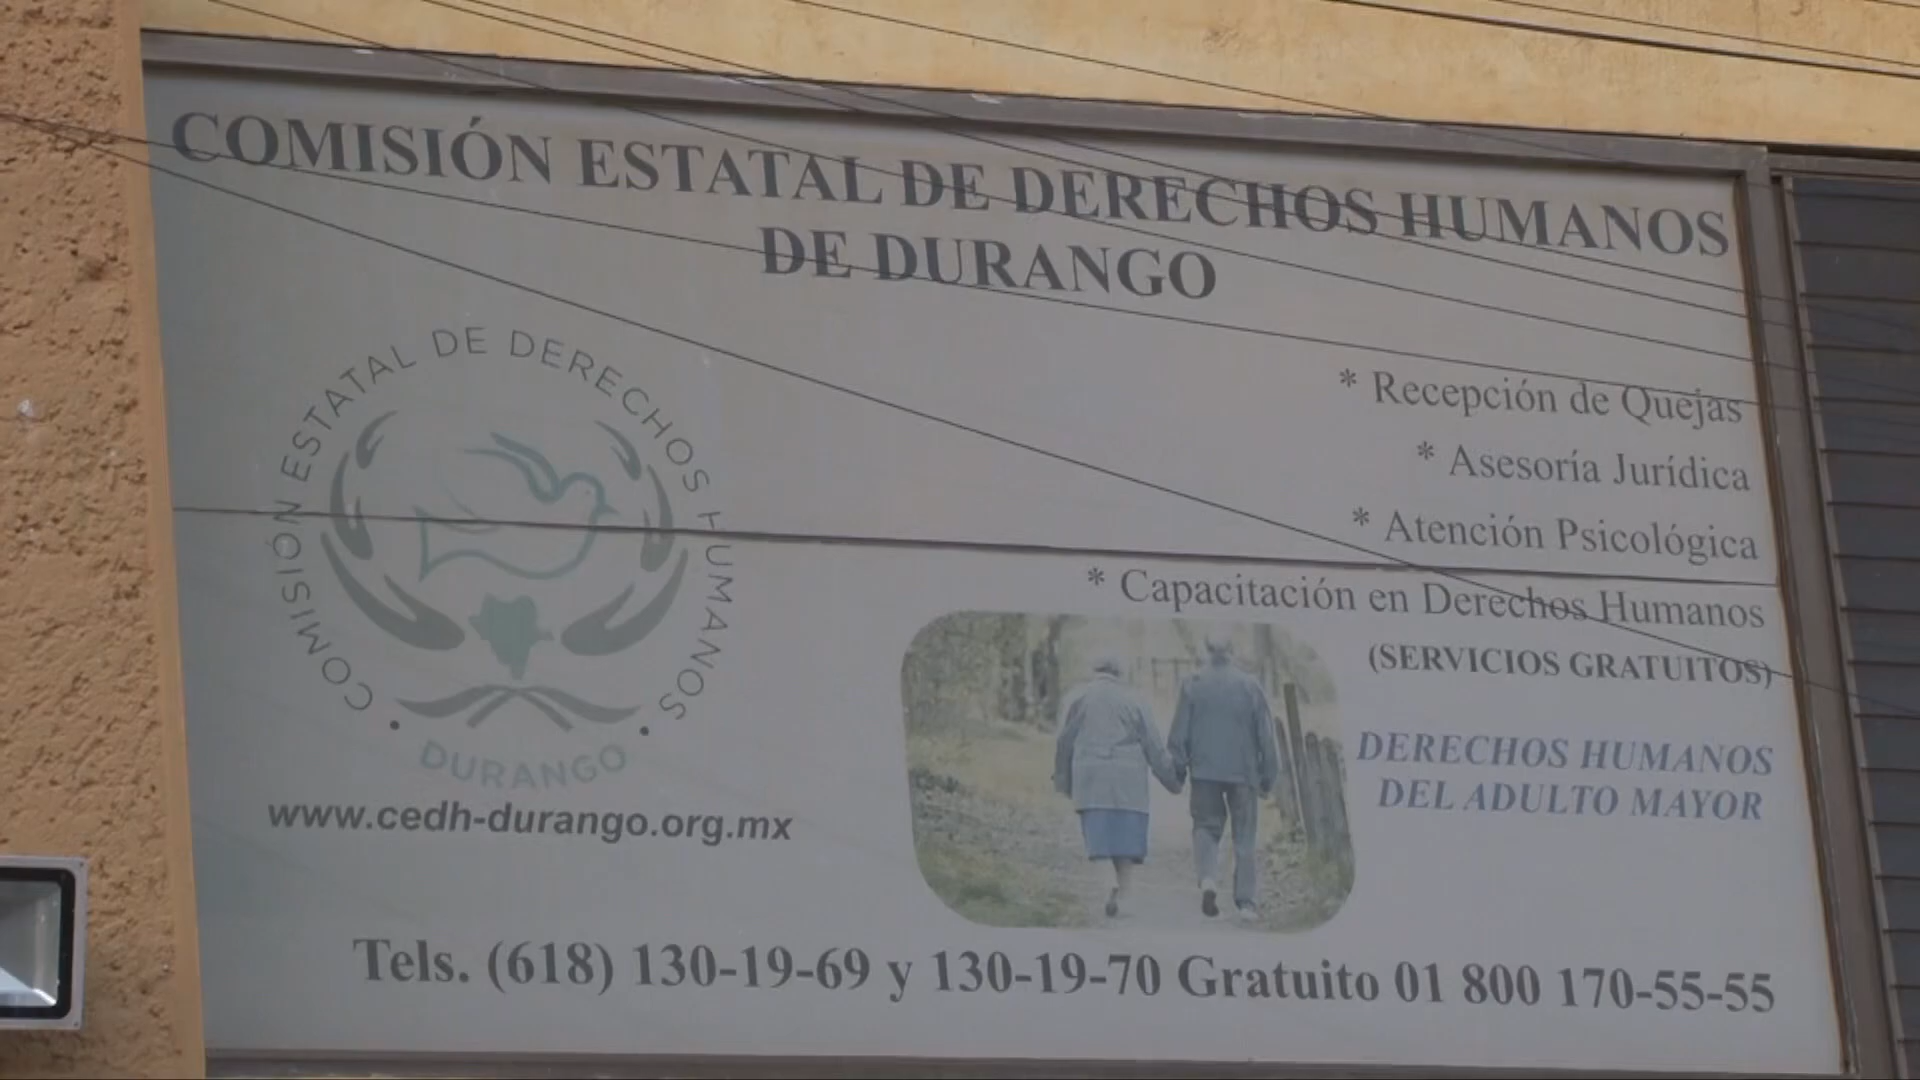 COMISIÓN ESTATAL DE DERECHOS HUMANOS
DE DURANGO
COMISIÓN ESTATAL DE DERECHOS HUMANOS
DURANGO
www.cedh-durango.org.mx
* Recepción de Quejas
* Asesoría Jurídica
* Atención Psicológica
* Capacitación en Derechos Humanos
(SERVICIOS GRATUITOS)
DERECHOS HUMANOS
DEL ADULTO MAYOR
Tels. (618) 130-19-69 y 130-19-70 Gratuito 01 800 170-55-55